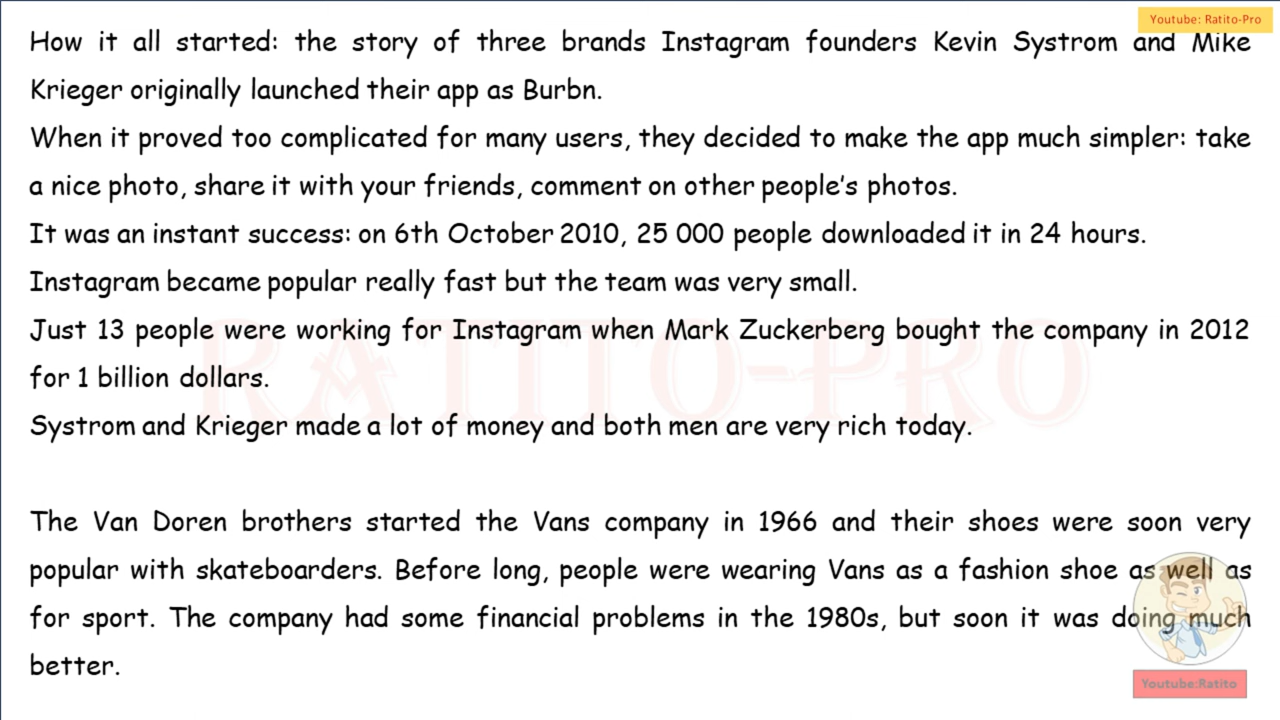 Youtube: Ratito-Pro
How it all started: the story of three brands Instagram founders Kevin Systrom and Mike
Krieger originally launched their app as Burbn.
When it proved too complicated for many users, they decided to make the app much simpler: take
a nice photo, share it with your friends, comment on other people's photos.
It was an instant success: on 6th October 2010, 25 000 people downloaded it in 24 hours.
Instagram became popular really fast but the team was very small.
Just 13 people were working for Instagram when Mark Zuckerberg bought the company in 2012
for 1 billion dollars.
Systrom and Krieger made a lot of money and both men are very rich today.
RATITO-PRO
The Van Doren brothers started the Vans company in 1966 and their shoes were soon very
popular with skateboarders. Before long, people were wearing Vans as a fashion shoe as well as
for sport. The company had some financial problems in the 1980s, but soon it was doing much
better.
Youtube:Ratito